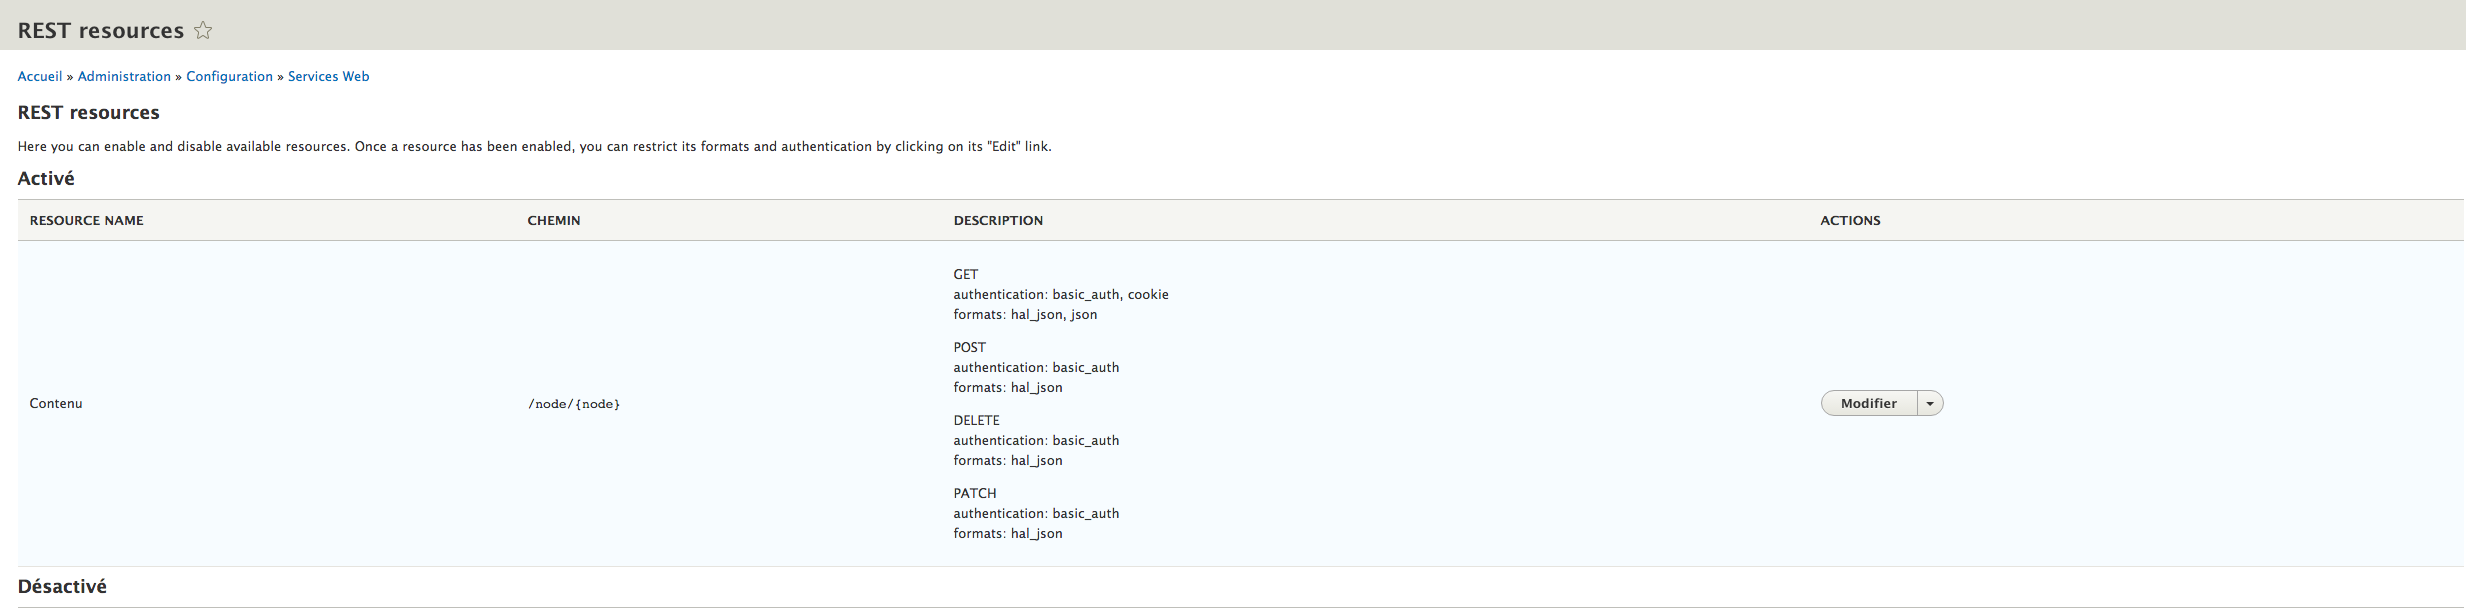 REST resources
Accueil » Administration » Configuration » Services Web
REST resources
Here you can enable and disable available resources. Once a resource has been enabled, you can restrict its formats and authentication by clicking on its "Edit" link.
Activé
RESOURCE NAME CHEMIN DESCRIPTION ACTIONS
GET
authentication: basic_auth, cookie
formats: hal_json, json
POST
authentication: basic_auth
formats: hal_json
Contenu /node/{node} Modifier
DELETE
authentication: basic_auth
formats: hal_json
PATCH
authentication: basic_auth
formats: hal_json
Désactivé